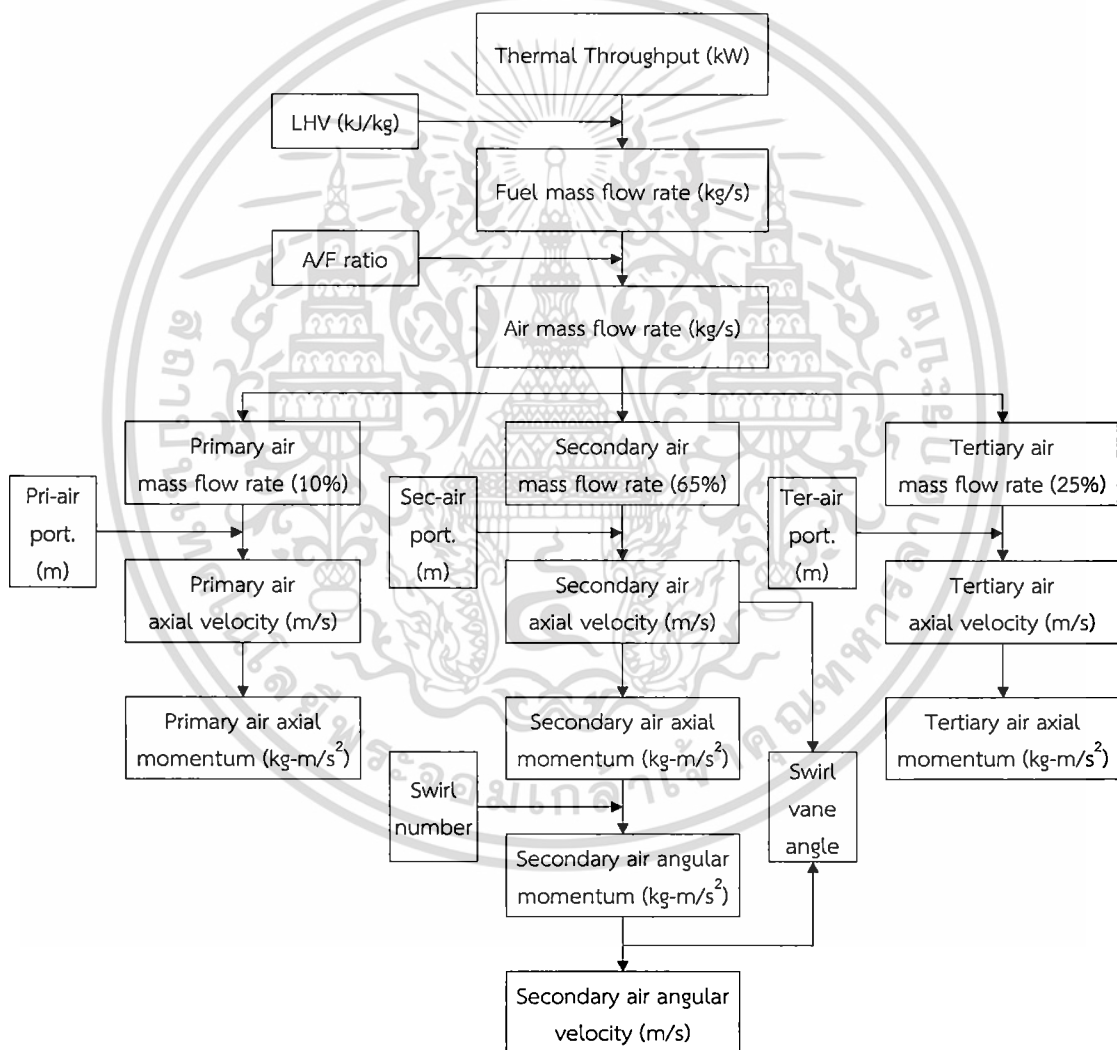 Thermal Throughput (kW)
LHV (kJ/kg)
Fuel mass flow rate (kg/s)
A/F ratio
Air mass flow rate (kg/s)
Primary air
mass flow rate (10%)
Secondary air
mass flow rate (65%)
Tertiary air
mass flow rate (25%)
Pri-air
port.
(m)
Sec-air
port.
(m)
Ter-air
port.
(m)
Primary air
axial velocity (m/s)
Secondary air
axial velocity (m/s)
Tertiary air
axial velocity (m/s)
Primary air axial
momentum (kg-m/s²)
Secondary air axial
momentum (kg-m/s²)
Tertiary air axial
momentum (kg-m/s²)
Swirl
number
Swirl
vane
angle
Secondary air angular
momentum (kg-m/s²)
Secondary air angular
velocity (m/s)